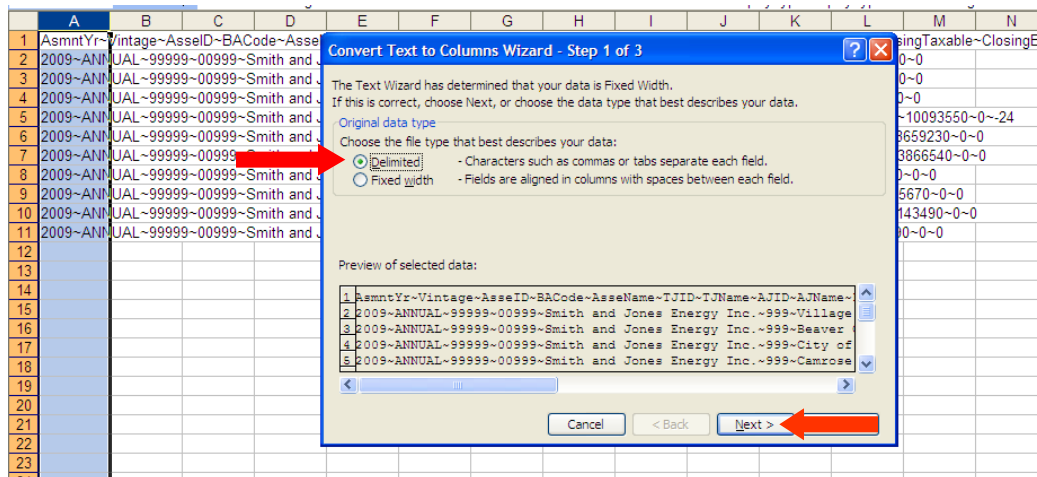 A B C D E F G H I J K L M N
1 AsmntYr~Vintage~AsseID~BACode~Asse singTaxable~ClosingE
2 2009~ANNUAL~99999~00999~Smith and J 0~0
3 2009~ANNUAL~99999~00999~Smith and J 0~0
4 2009~ANNUAL~99999~00999~Smith and J 0~0
5 2009~ANNUAL~99999~00999~Smith and J ~10093550~0~-24
6 2009~ANNUAL~99999~00999~Smith and J 8659230~0~0
7 2009~ANNUAL~99999~00999 3866540~0~0
8 2009~ANNUAL~99999~00999~Smith and J 0~0~0
9 2009~ANNUAL~99999~00999~Smith and J 5670~0~0
10 2009~ANNUAL~99999~00999~Smith and J 143490~0~0
11 2009~ANNUAL~99999~00999~Smith and J 90~0~0
12
13
14
15
16
17
18
19
20
21
22
23
Convert Text to Columns Wizard - Step 1 of 3
The Text Wizard has determined that your data is Fixed Width.
If this is correct, choose Next, or choose the data type that best describes your data.
Original data type
Choose the file type that best describes your data:
Delimited - Characters such as commas or tabs separate each field.
Fixed width - Fields are aligned in columns with spaces between each field.
Preview of selected data:
1 AsmntYr~Vintage~AsseID~BACode~AsseName~TJID~TJName~AJID~AJName~
2 2009~ANNUAL~99999~00999~Smith and Jones Energy Inc.~999~Village
3 2009~ANNUAL~99999~00999~Smith and Jones Energy Inc.~999~Beaver
4 2009~ANNUAL~99999~00999~Smith and Jones Energy Inc.~999~City of
5 2009~ANNUAL~99999~00999~Smith and Jones Energy Inc.~999~Camrose
Cancel < Back Next >